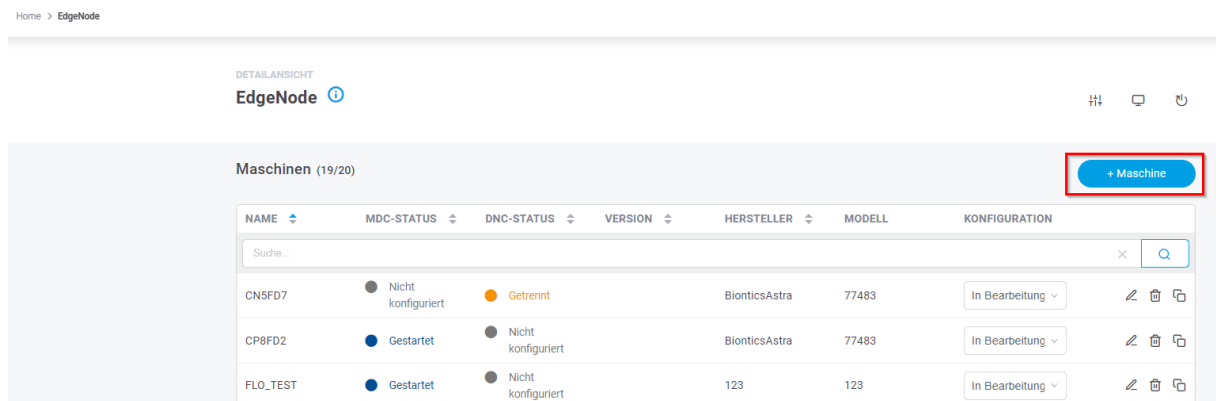 Home > EdgeNode
DETAILANSICHT
EdgeNode
Maschinen (19/20)
+ Maschine
NAME MDC-STATUS DNC-STATUS VERSION HERSTELLER MODELL KONFIGURATION
Suche...
CN5FD7 Nicht konfiguriert Getrennt BionticsAstra 77483 In Bearbeitung
CP8FD2 Gestartet Nicht konfiguriert BionticsAstra 77483 In Bearbeitung
FLO_TEST Gestartet Nicht konfiguriert 123 123 In Bearbeitung